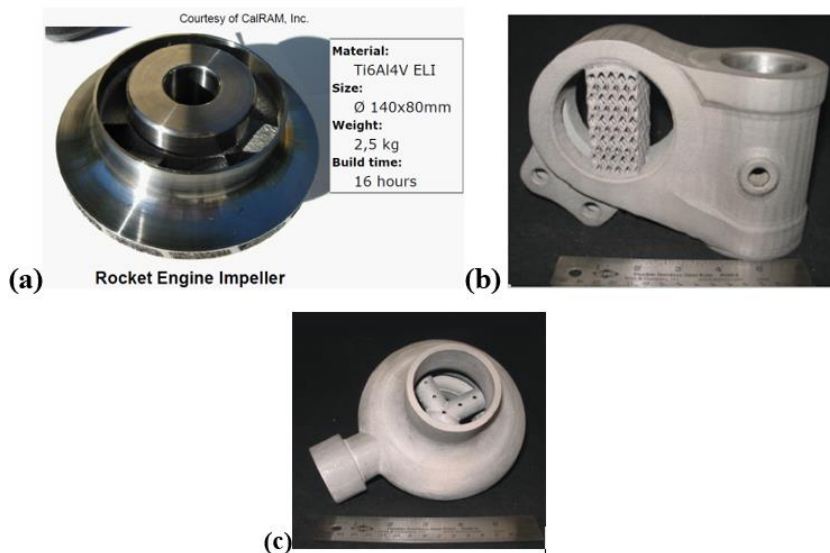 Courtesy of CalRAM, Inc.
Material:
Ti6Al4V ELI
Size:
Ø 140x80mm
Weight:
2,5 kg
Build time:
16 hours
Rocket Engine Impeller
(a)
(b)
(c)